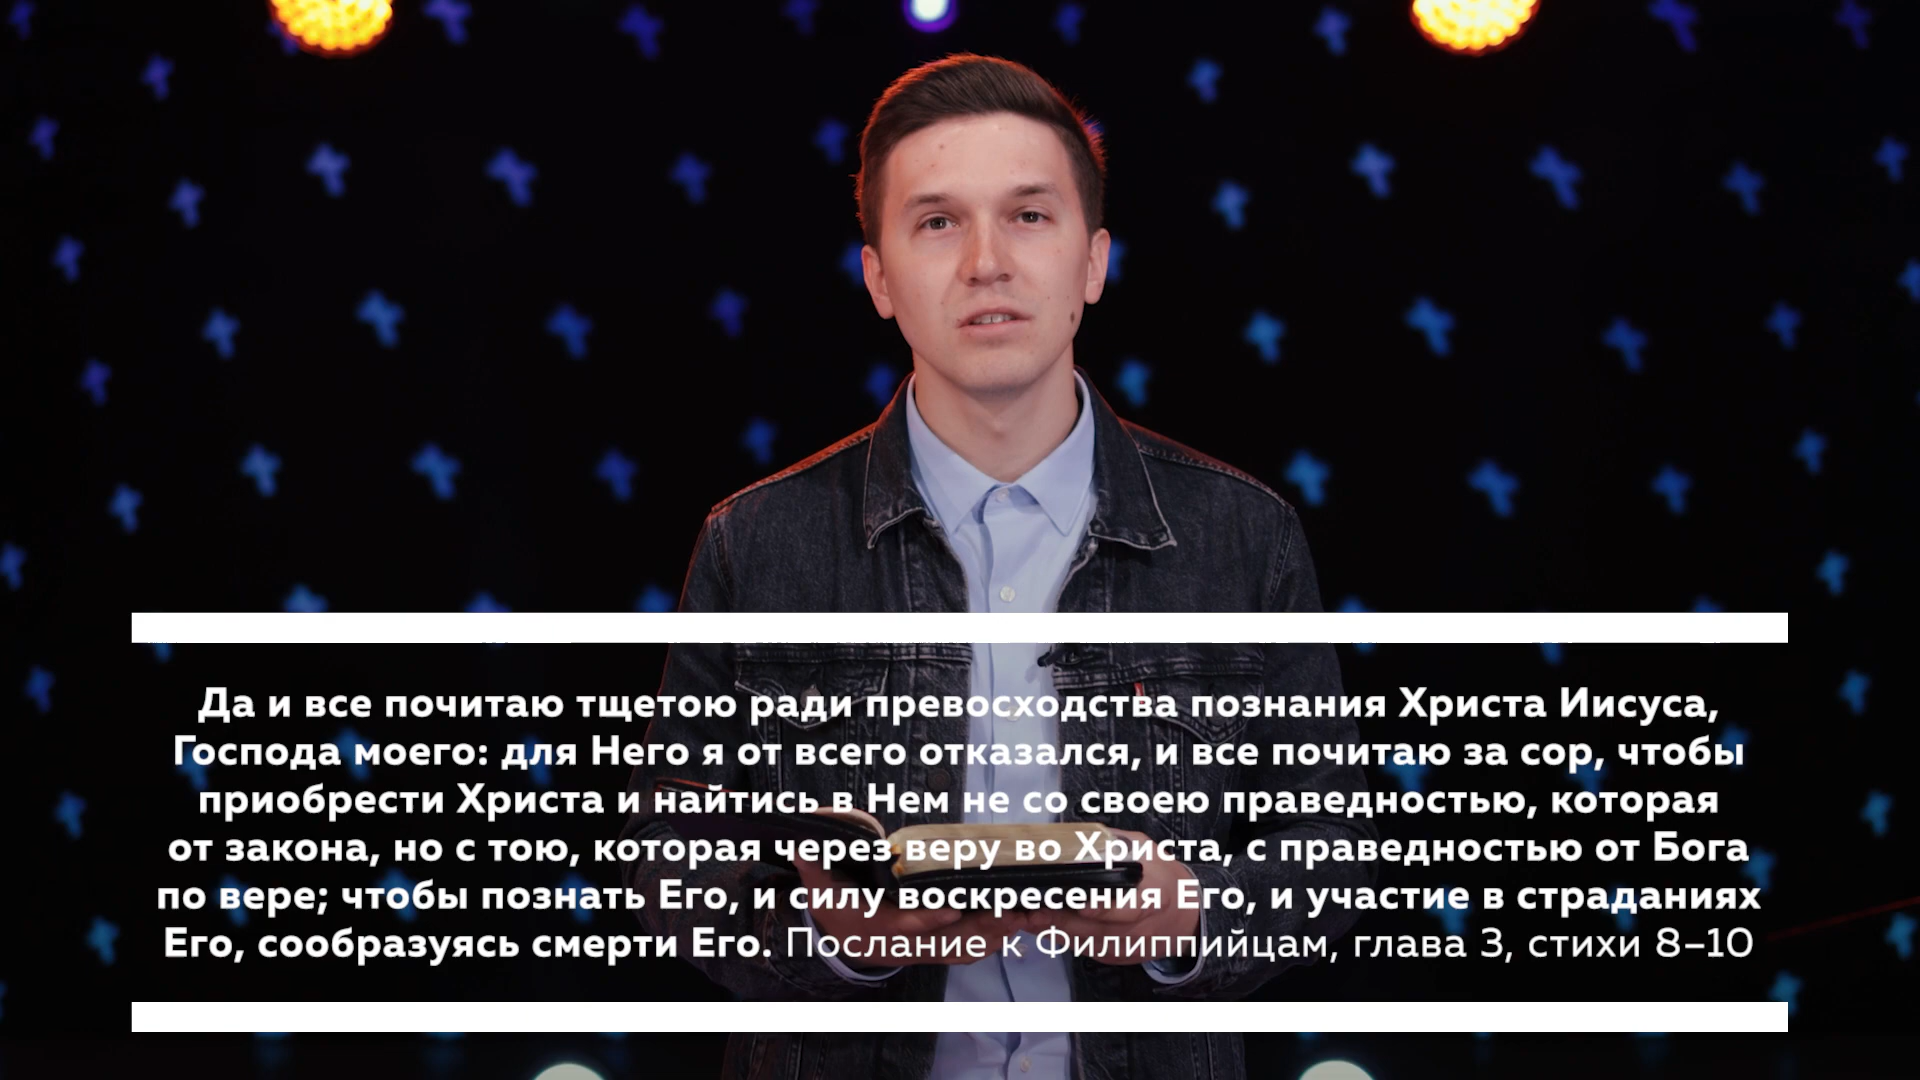 Да и все почитаю тщетою ради превосходства познания Христа Иисуса,
Господа моего: для Него я от всего отказался, и все почитаю за сор, чтобы
приобрести Христа и найтись в Нем не со своею праведностью, которая
от закона, но с тою, которая через веру во Христа, с праведностью от Бога
по вере; чтобы познать Его, и силу воскресения Его, и участие в страданиях
Его, сообразуясь смерти Его. Послание к Филиппийцам, глава 3, стихи 8–10